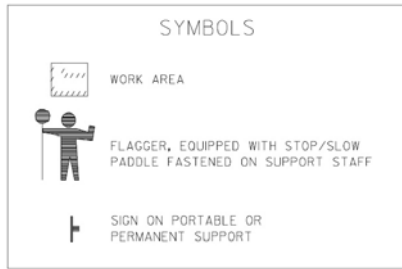 SYMBOLS
WORK AREA
FLAGGER, EQUIPPED WITH STOP/SLOW
PADDLE FASTENED ON SUPPORT STAFF
SIGN ON PORTABLE OR
PERMANENT SUPPORT